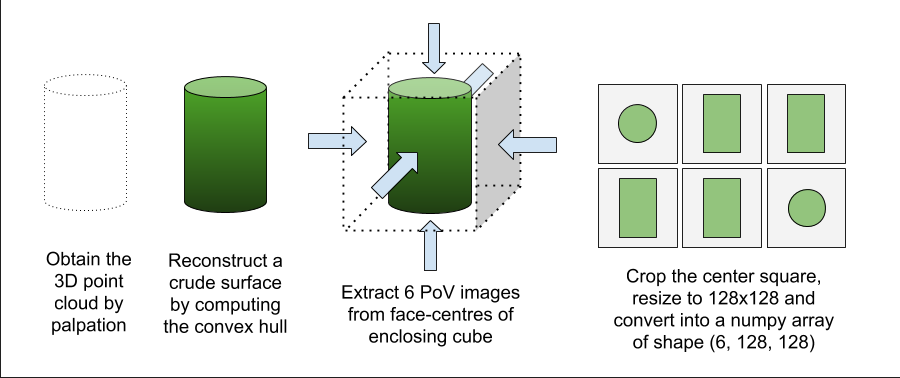 Obtain the
3D point
cloud by
palpation
Reconstruct a
crude surface
by computing
the convex hull
Extract 6 PoV images
from face-centres of
enclosing cube
Crop the center square,
resize to 128x128 and
convert into a numpy array
of shape (6, 128, 128)